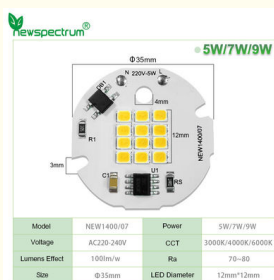 newspectrum®
5W/7W/9W
Φ35mm
N 220V-5W L
DB1
4mm
12mm
R1
NEW1400/07
3mm
C1
U1
RS
Model NEW1400/07 Power 5W/7W/9W
Voltage AC220-240V CCT 3000K/4000K/6000K
Lumens Effect 100lm/w Ra 70~80
Size Φ35mm LED Diameter 12mm*12mm